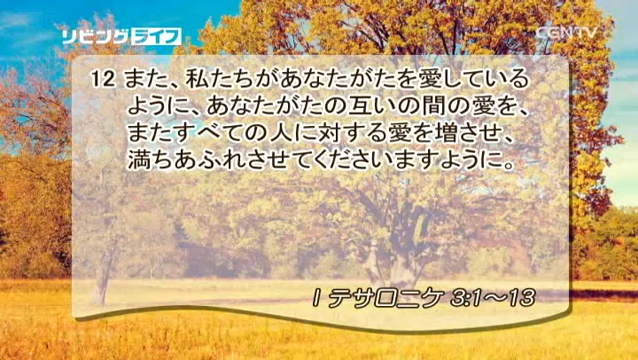 リビングライフ
CGNTV
12 また、私たちがあなたがたを愛している
ように、あなたがたの互いの間の愛を、
またすべての人に対する愛を増させ、
満ちあふれさせてくださいますように。
Ⅰテサロニケ 3:1〜13